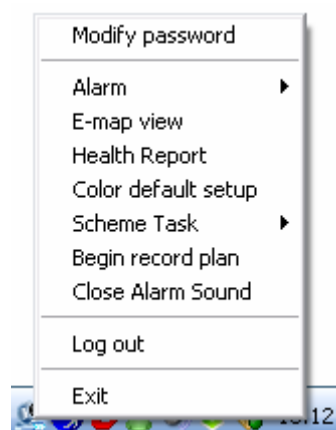 Modify password
Alarm
E-map view
Health Report
Color default setup
Scheme Task
Begin record plan
Close Alarm Sound
Log out
Exit